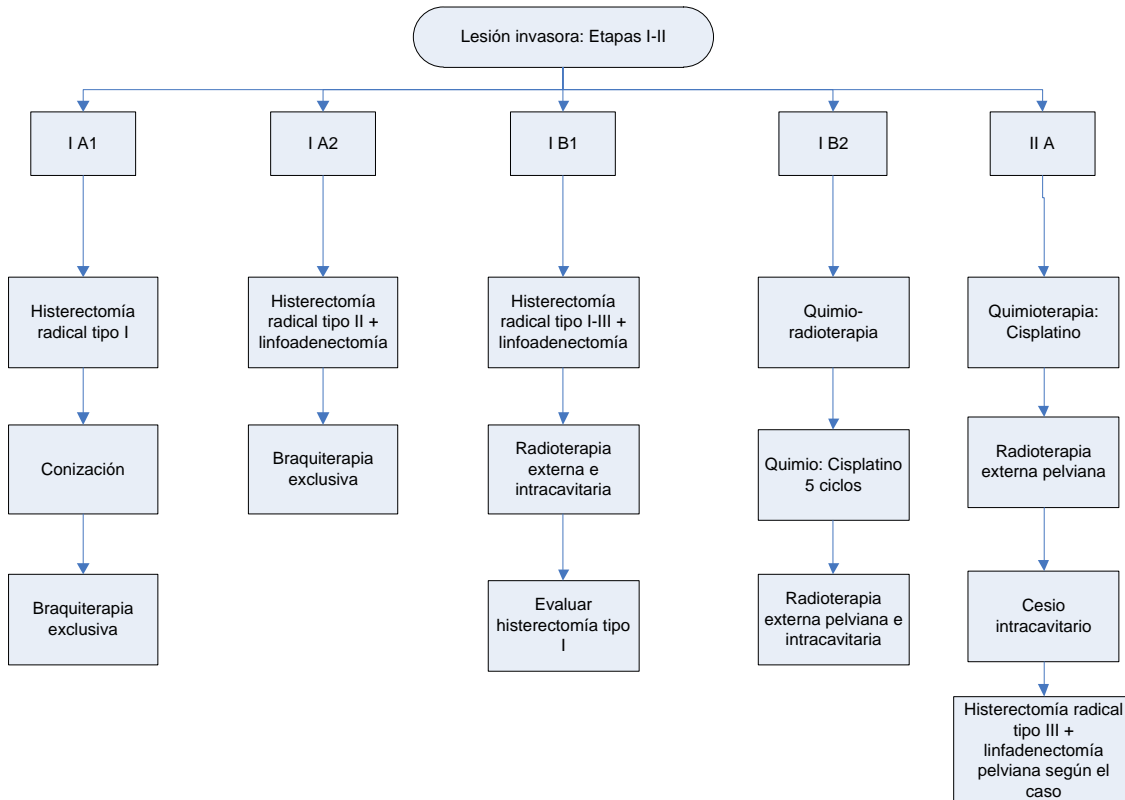 Lesión invasora: Etapas I-II
I A1
I A2
I B1
I B2
II A
Histerectomía
radical tipo I
Histerectomía
radical tipo II +
linfoadenectomía
Histerectomía
radical tipo I-III +
linfoadenectomía
Quimio-
radioterapia
Quimioterapia:
Cisplatino
Conización
Braquiterapia
exclusiva
Radioterapia
externa e
intracavitaria
Quimio: Cisplatino
5 ciclos
Radioterapia
externa pelviana
Braquiterapia
exclusiva
Evaluar
histerectomía tipo
I
Radioterapia
externa pelviana e
intracavitaria
Cesio
intracavitario
Histerectomía radical
tipo III +
linfadenectomía
pelviana según el
caso